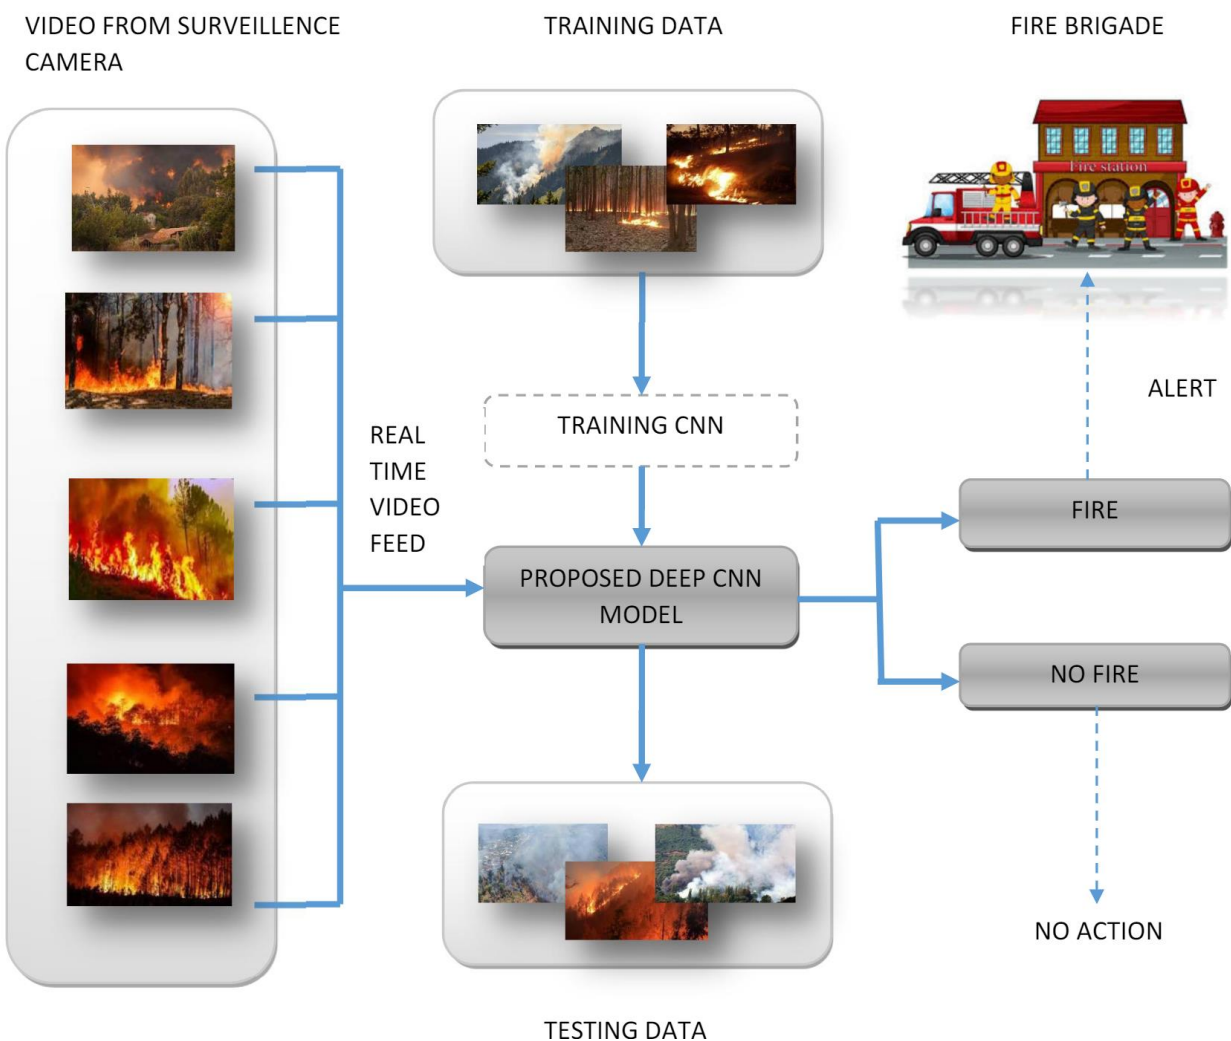 VIDEO FROM SURVEILLENCE
CAMERA
TRAINING DATA
FIRE BRIGADE
Fire station
ALERT
TRAINING CNN
REAL
TIME
VIDEO
FEED
FIRE
PROPOSED DEEP CNN
MODEL
NO FIRE
NO ACTION
TESTING DATA